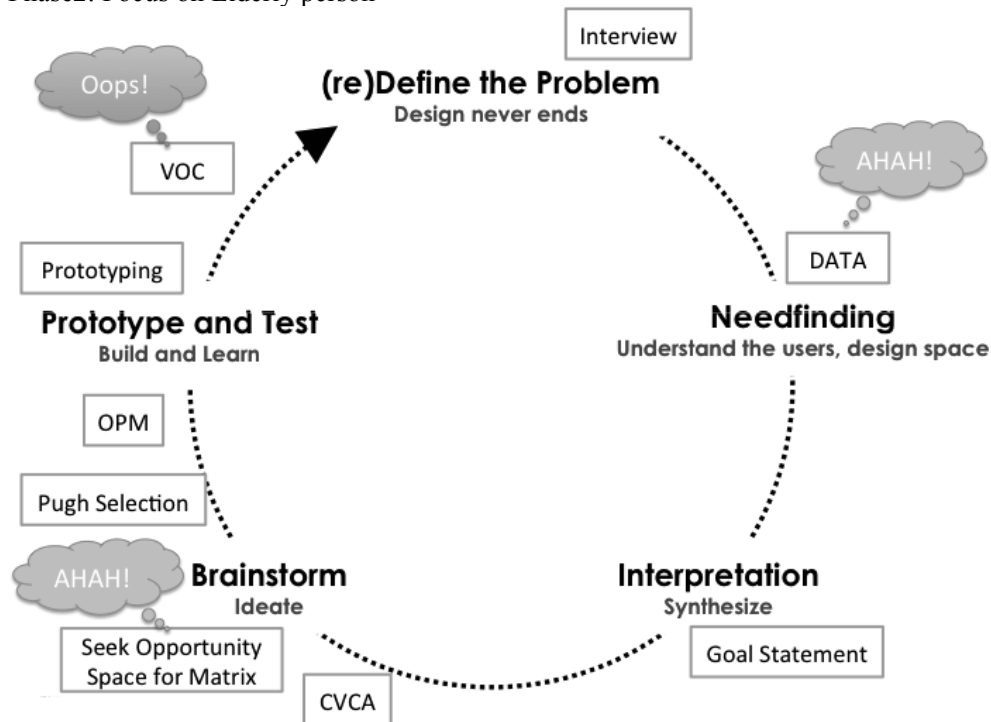 Phase2: Focus on Elderly person
Interview
(re)Define the Problem
Design never ends
Oops!
VOC
AHAH!
DATA
Needfinding
Understand the users, design space
Prototyping
Prototype and Test
Build and Learn
OPM
Pugh Selection
AHAH!
Brainstorm
Ideate
Seek Opportunity
Space for Matrix
CVCA
Interpretation
Synthesize
Goal Statement